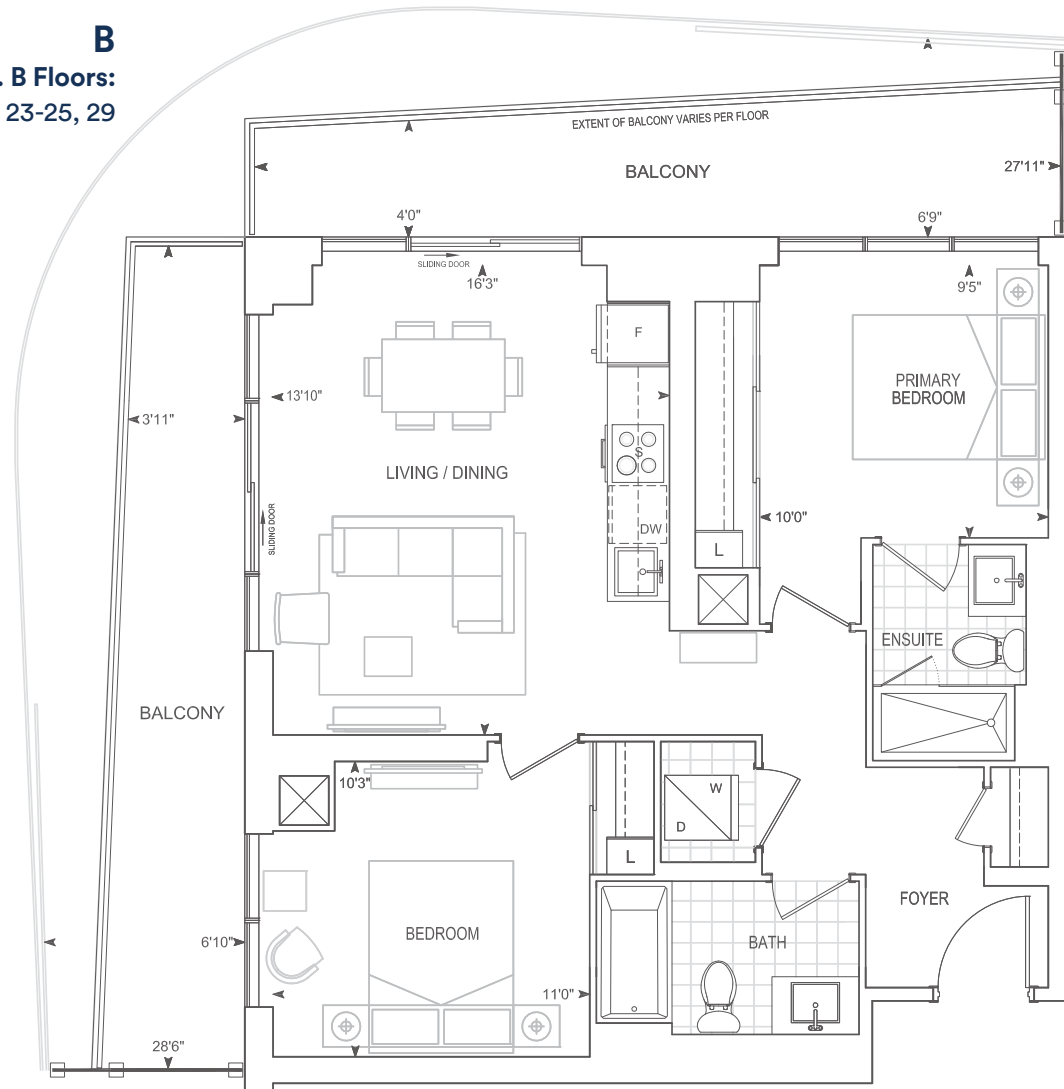 B
. B Floors:
23-25, 29
EXTENT OF BALCONY VARIES PER FLOOR
BALCONY
27'11"
4'0"
6'9"
SLIDING DOOR
16'3"
9'5"
F
PRIMARY
BEDROOM
13'10"
3'11"
S
LIVING / DINING
SLIDING DOOR
DW
10'0"
L
ENSUITE
BALCONY
10'3"
W
D
L
FOYER
BEDROOM
BATH
6'10"
11'0"
28'6"